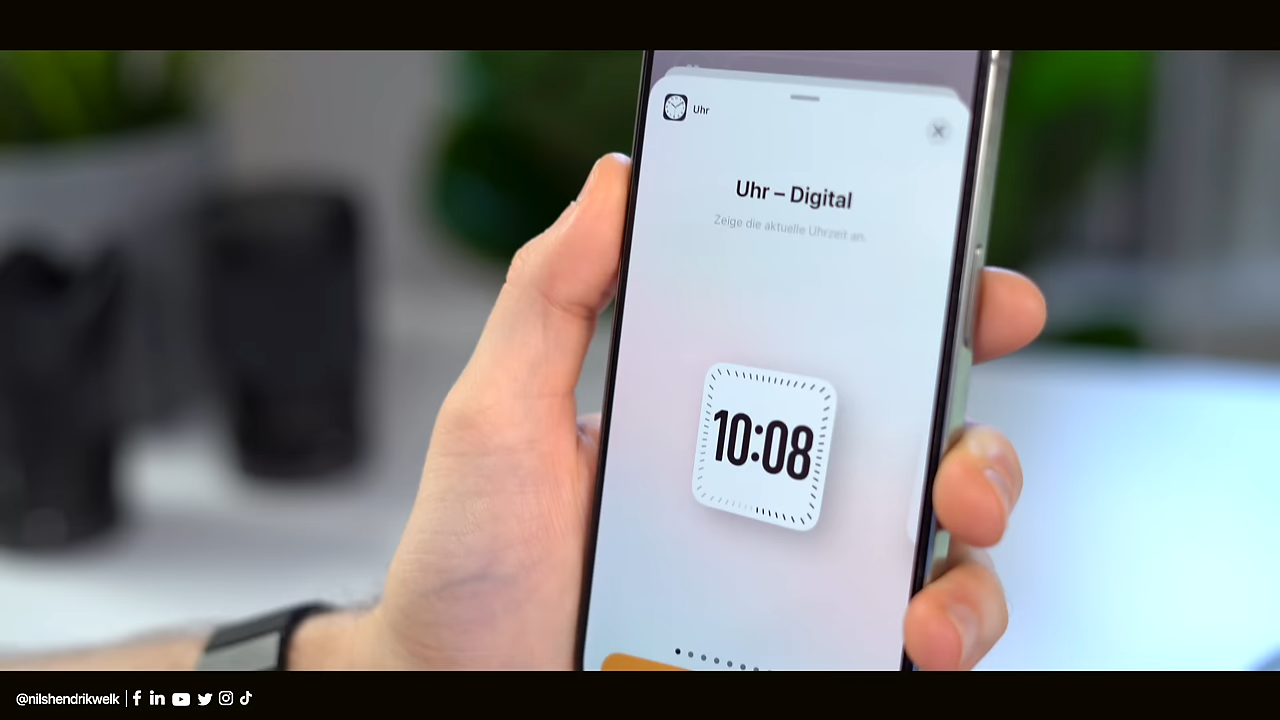 Uhr
Uhr – Digital
Zeige die aktuelle Uhrzeit an
10:08
@nilshendrikwelk